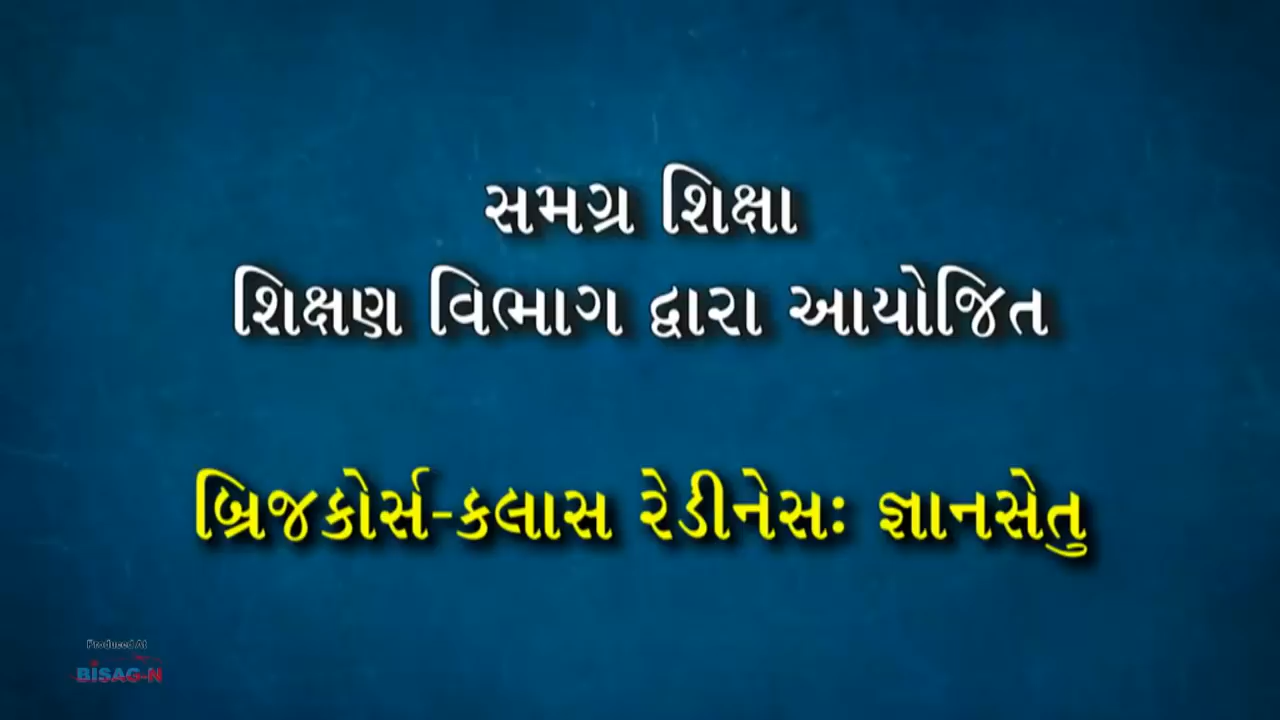 સમગ્ર શિક્ષા
શિક્ષણ વિભાગ દ્વારા આયોજિત
બ્રિજકોર્સ-કલાસ રેડીનેસઃ જ્ઞાનસેતુ
Produced At
BISAG-N